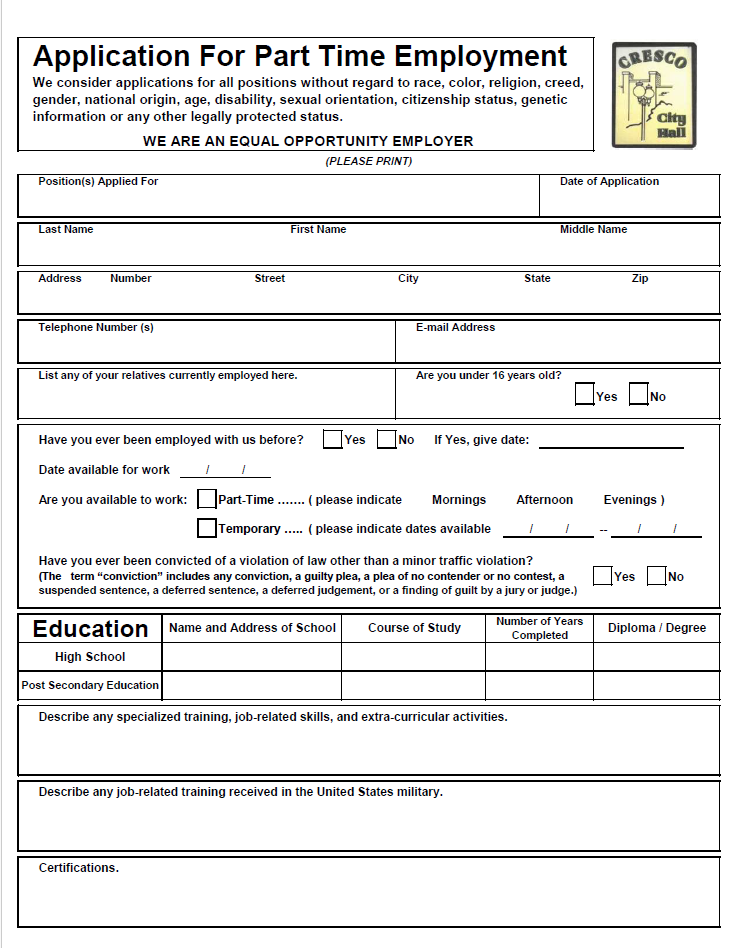 Application For Part Time Employment
We consider applications for all positions without regard to race, color, religion, creed,
gender, national origin, age, disability, sexual orientation, citizenship status, genetic
information or any other legally protected status.
WE ARE AN EQUAL OPPORTUNITY EMPLOYER
CRESCO
City
Hall
(PLEASE PRINT)
Position(s) Applied For Date of Application
Last Name First Name Middle Name
Address Number Street City State Zip
Telephone Number (s) E-mail Address
List any of your relatives currently employed here. Are you under 16 years old?
Yes No
Have you ever been employed with us before? Yes No If Yes, give date:
Date available for work / /
Are you available to work: Part-Time ……. ( please indicate Mornings Afternoon Evenings )
Temporary ….. ( please indicate dates available / / -- / /
Have you ever been convicted of a violation of law other than a minor traffic violation?
(The term “conviction” includes any conviction, a guilty plea, a plea of no contender or no contest, a
suspended sentence, a deferred sentence, a deferred judgement, or a finding of guilt by a jury or judge.)
Yes No
Education Name and Address of School Course of Study Number of Years Completed Diploma / Degree
High School
Post Secondary Education
Describe any specialized training, job-related skills, and extra-curricular activities.
Describe any job-related training received in the United States military.
Certifications.